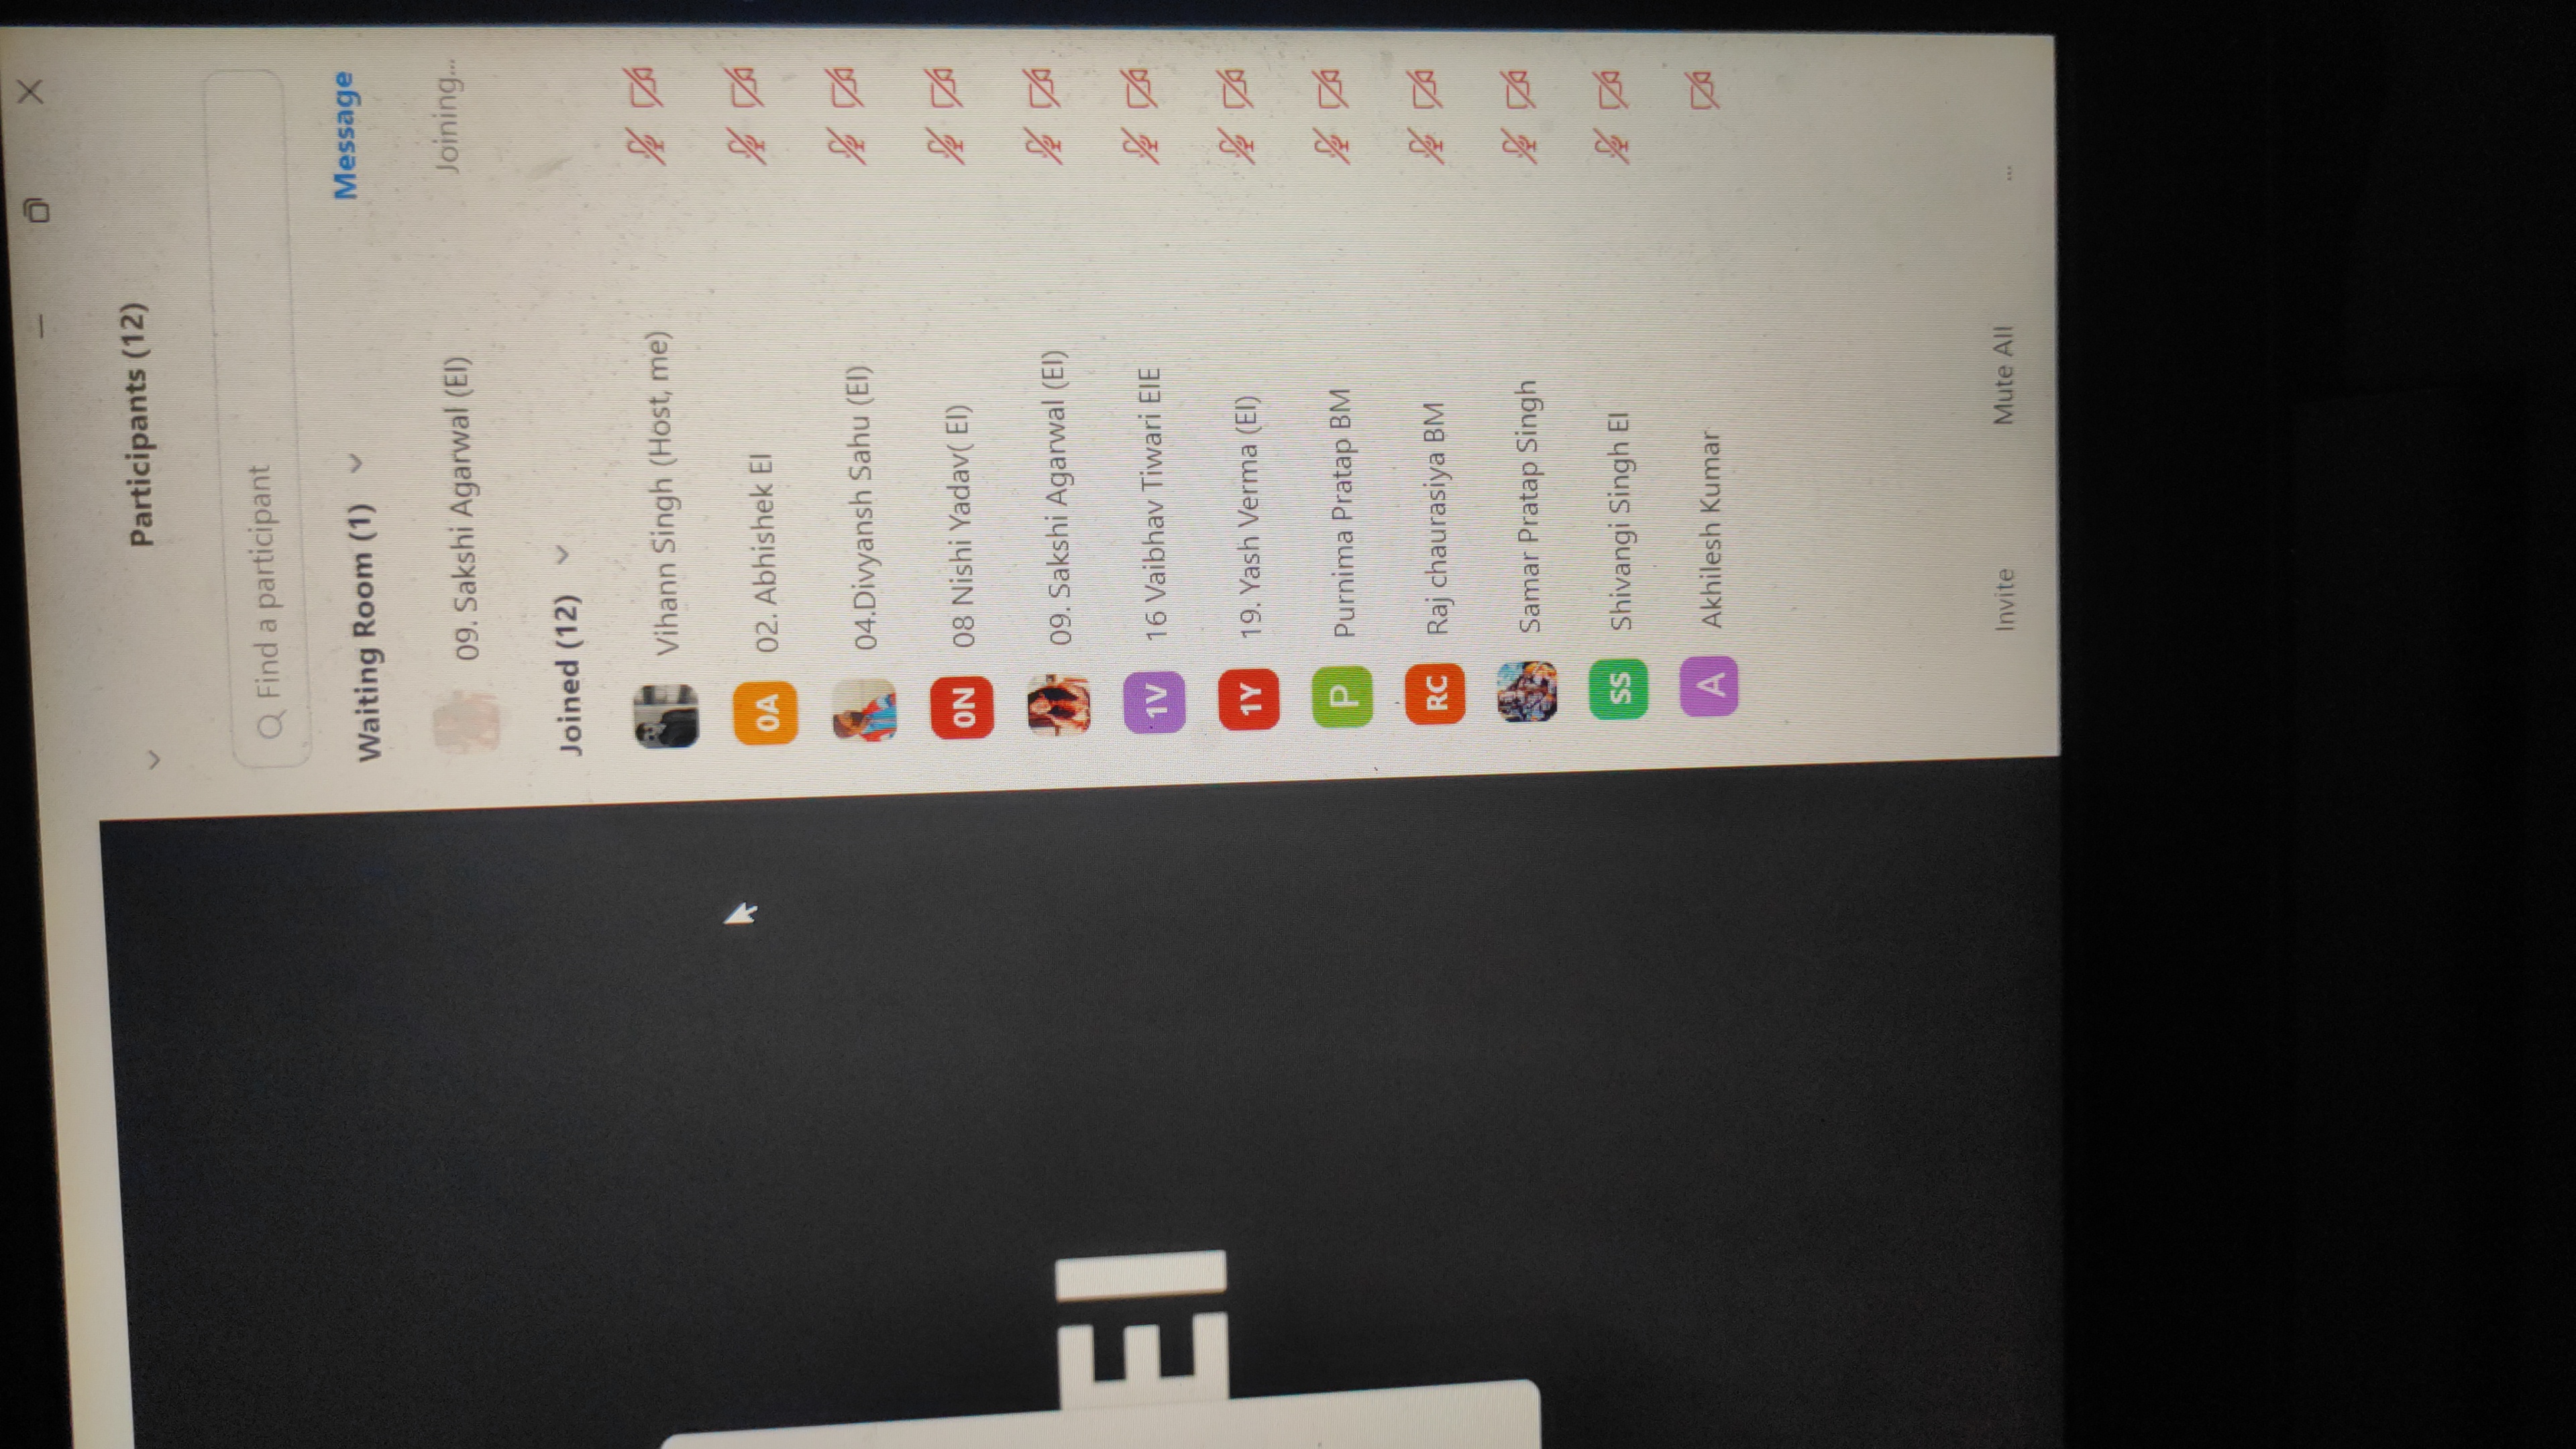 Participants (12)
Find a participant
Waiting Room (1)
Message
09. Sakshi Agarwal (EI)
Joining...
Joined (12)
Vihann Singh (Host, me)
0A
02. Abhishek EI
04.Divyansh Sahu (EI)
0N
08 Nishi Yadav( EI)
09. Sakshi Agarwal (EI)
1V
16 Vaibhav Tiwari EIE
1Y
19. Yash Verma (EI)
P
Purnima Pratap BM
RC
Raj chaurasiya BM
Samar Pratap Singh
SS
Shivangi Singh EI
A
Akhilesh Kumar
EI
Invite
Mute All
...